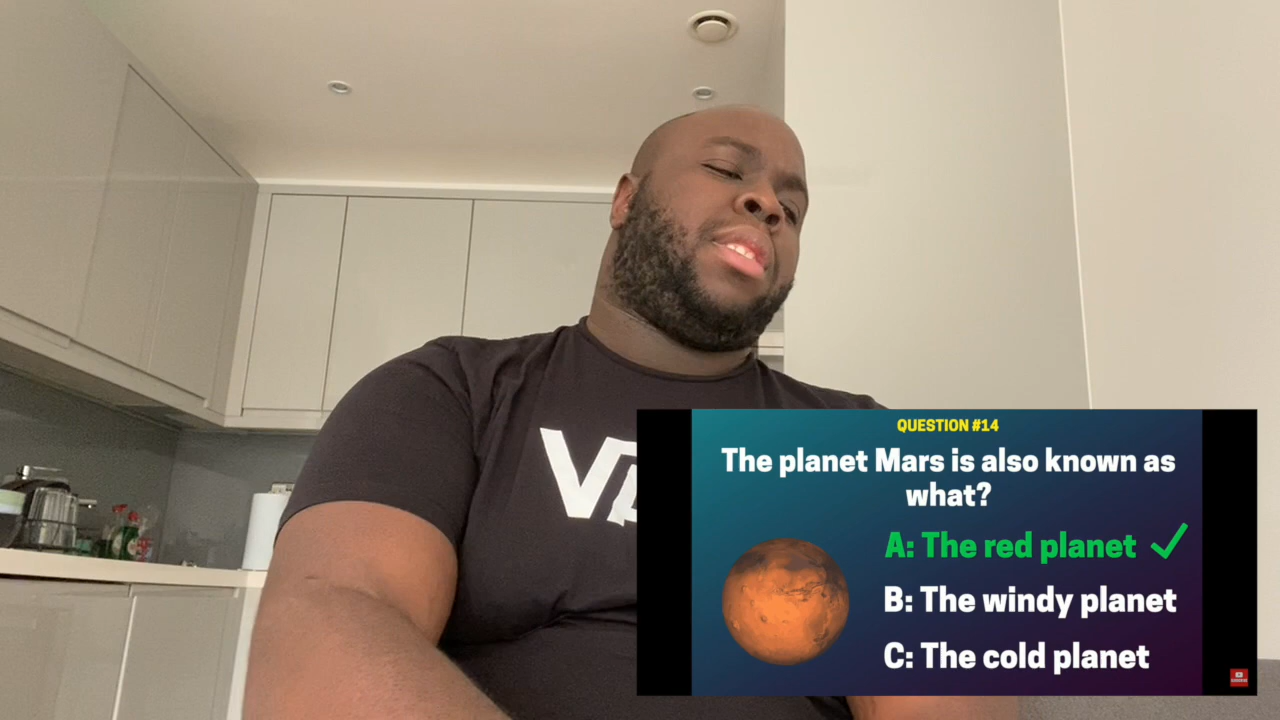 QUESTION #14
The planet Mars is also known as
what?
A: The red planet
B: The windy planet
C: The cold planet